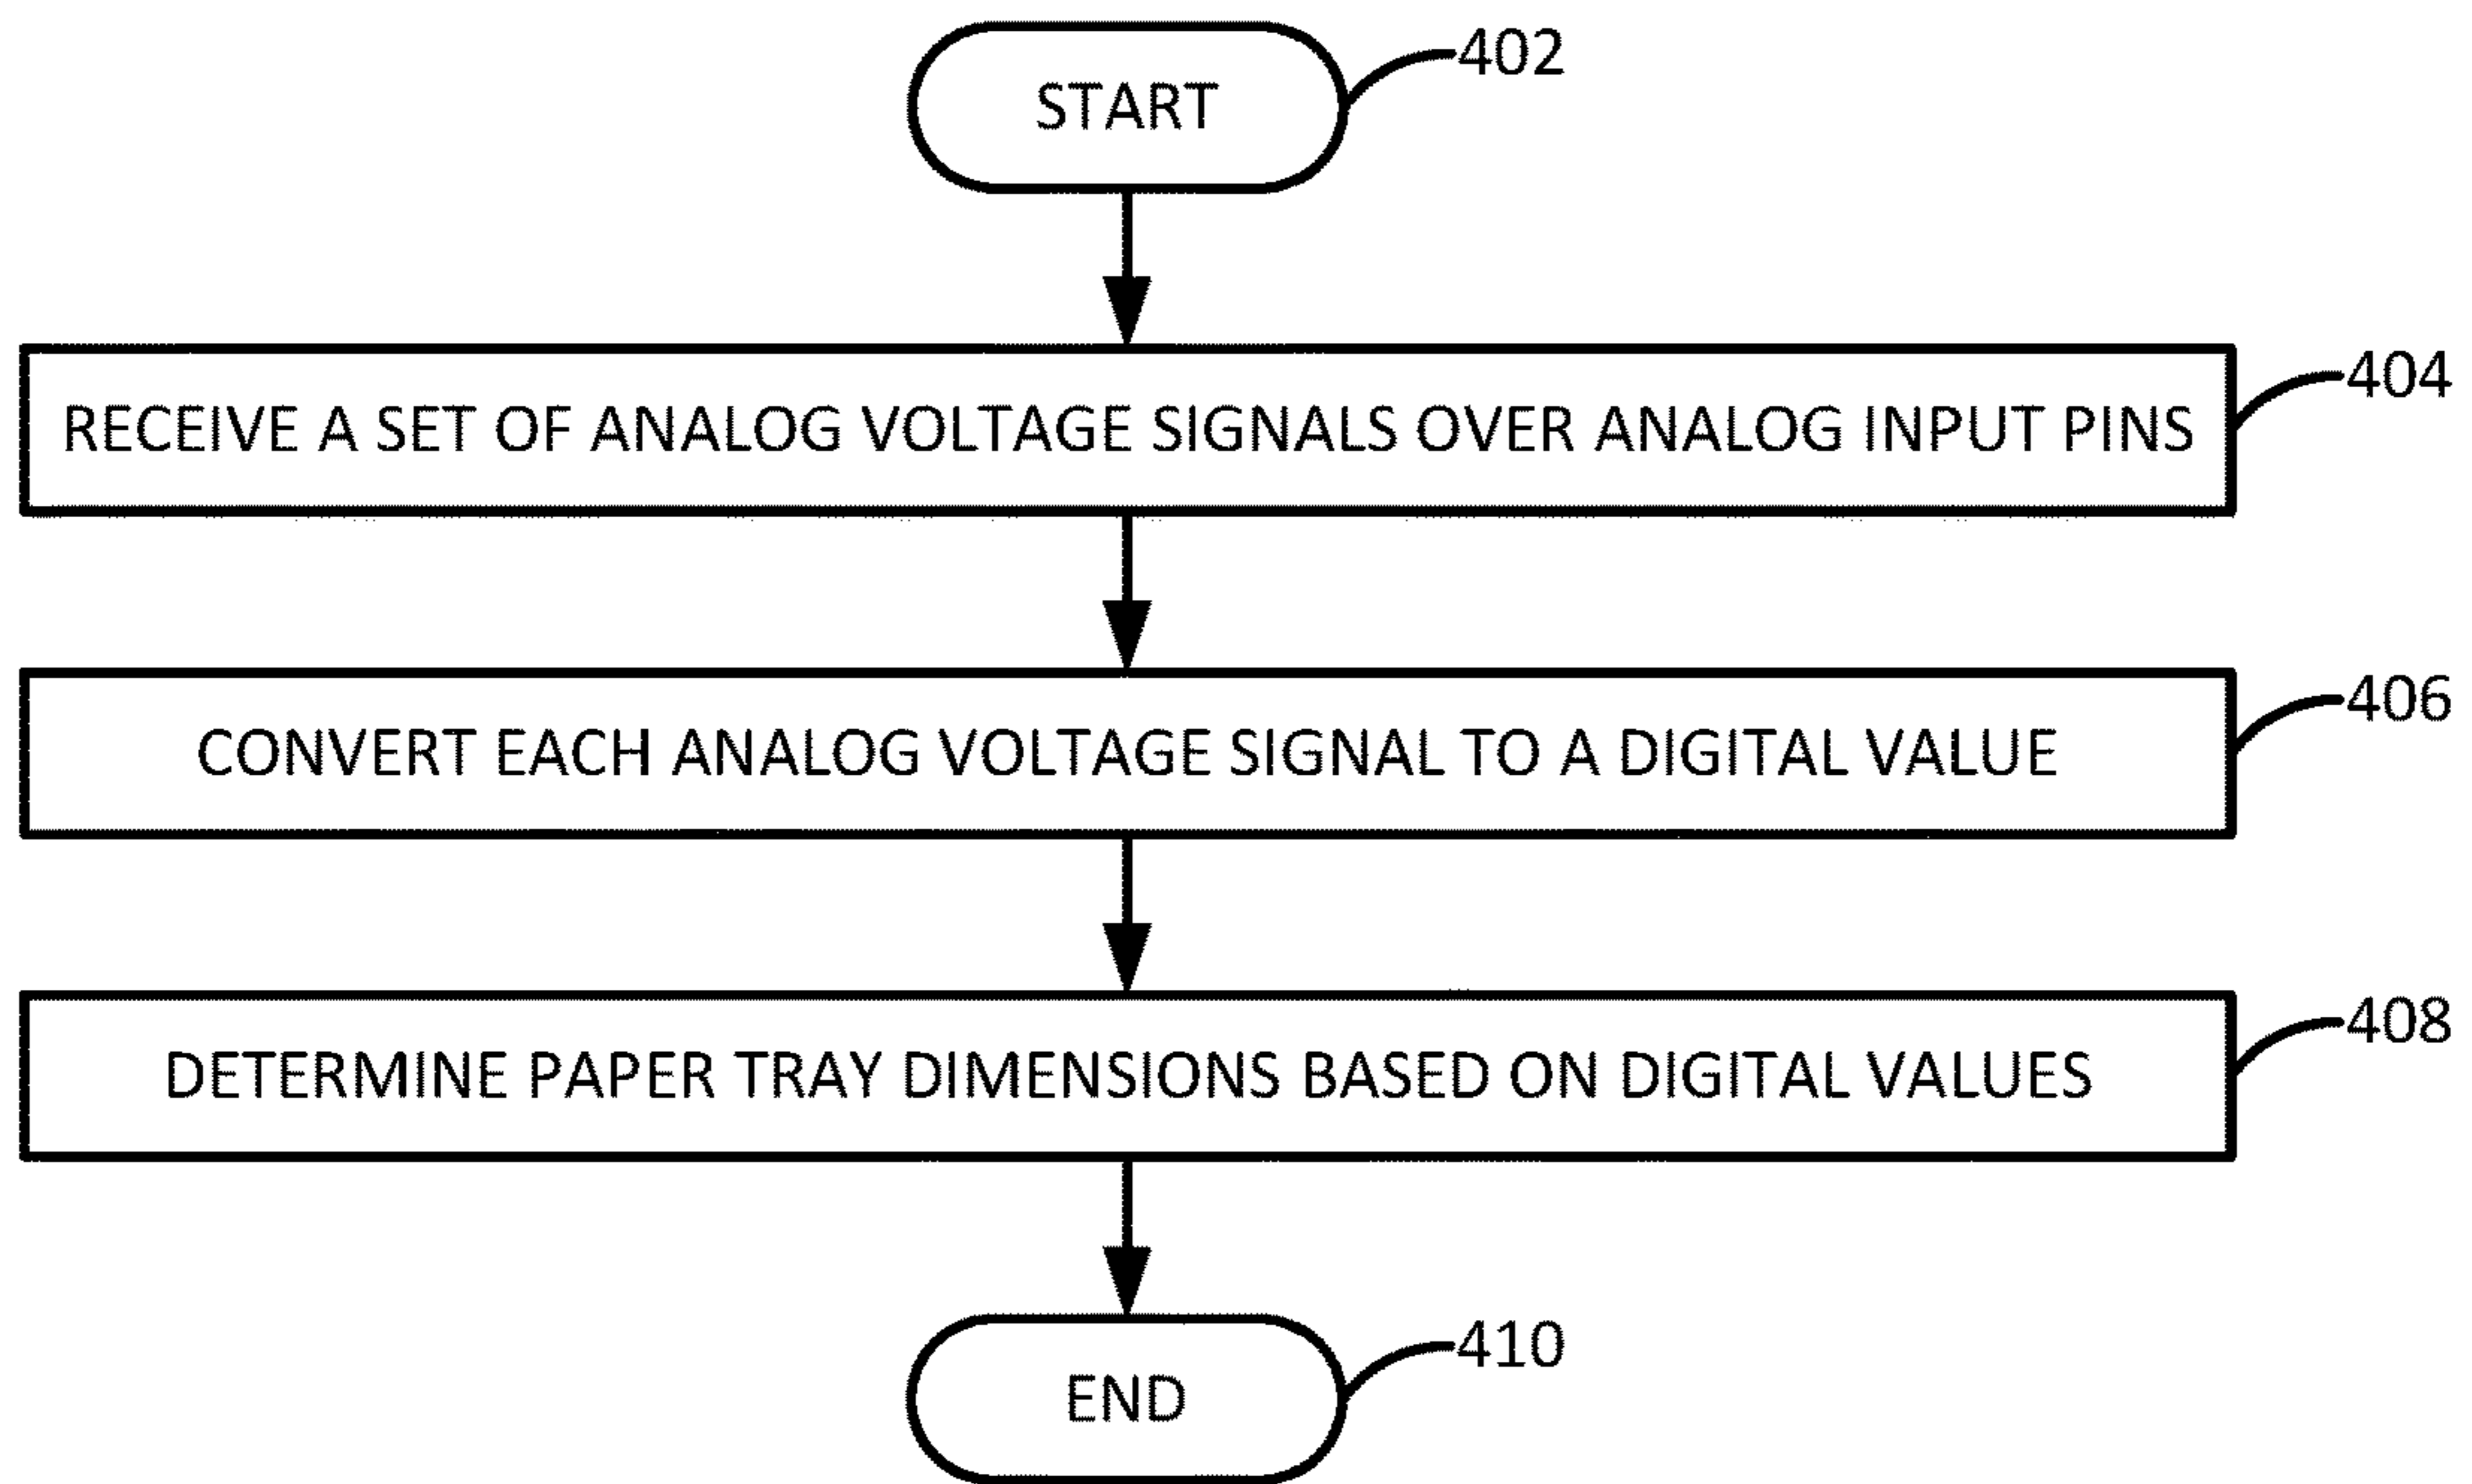 START
402
RECEIVE A SET OF ANALOG VOLTAGE SIGNALS OVER ANALOG INPUT PINS
404
CONVERT EACH ANALOG VOLTAGE SIGNAL TO A DIGITAL VALUE
406
DETERMINE PAPER TRAY DIMENSIONS BASED ON DIGITAL VALUES
408
END
410